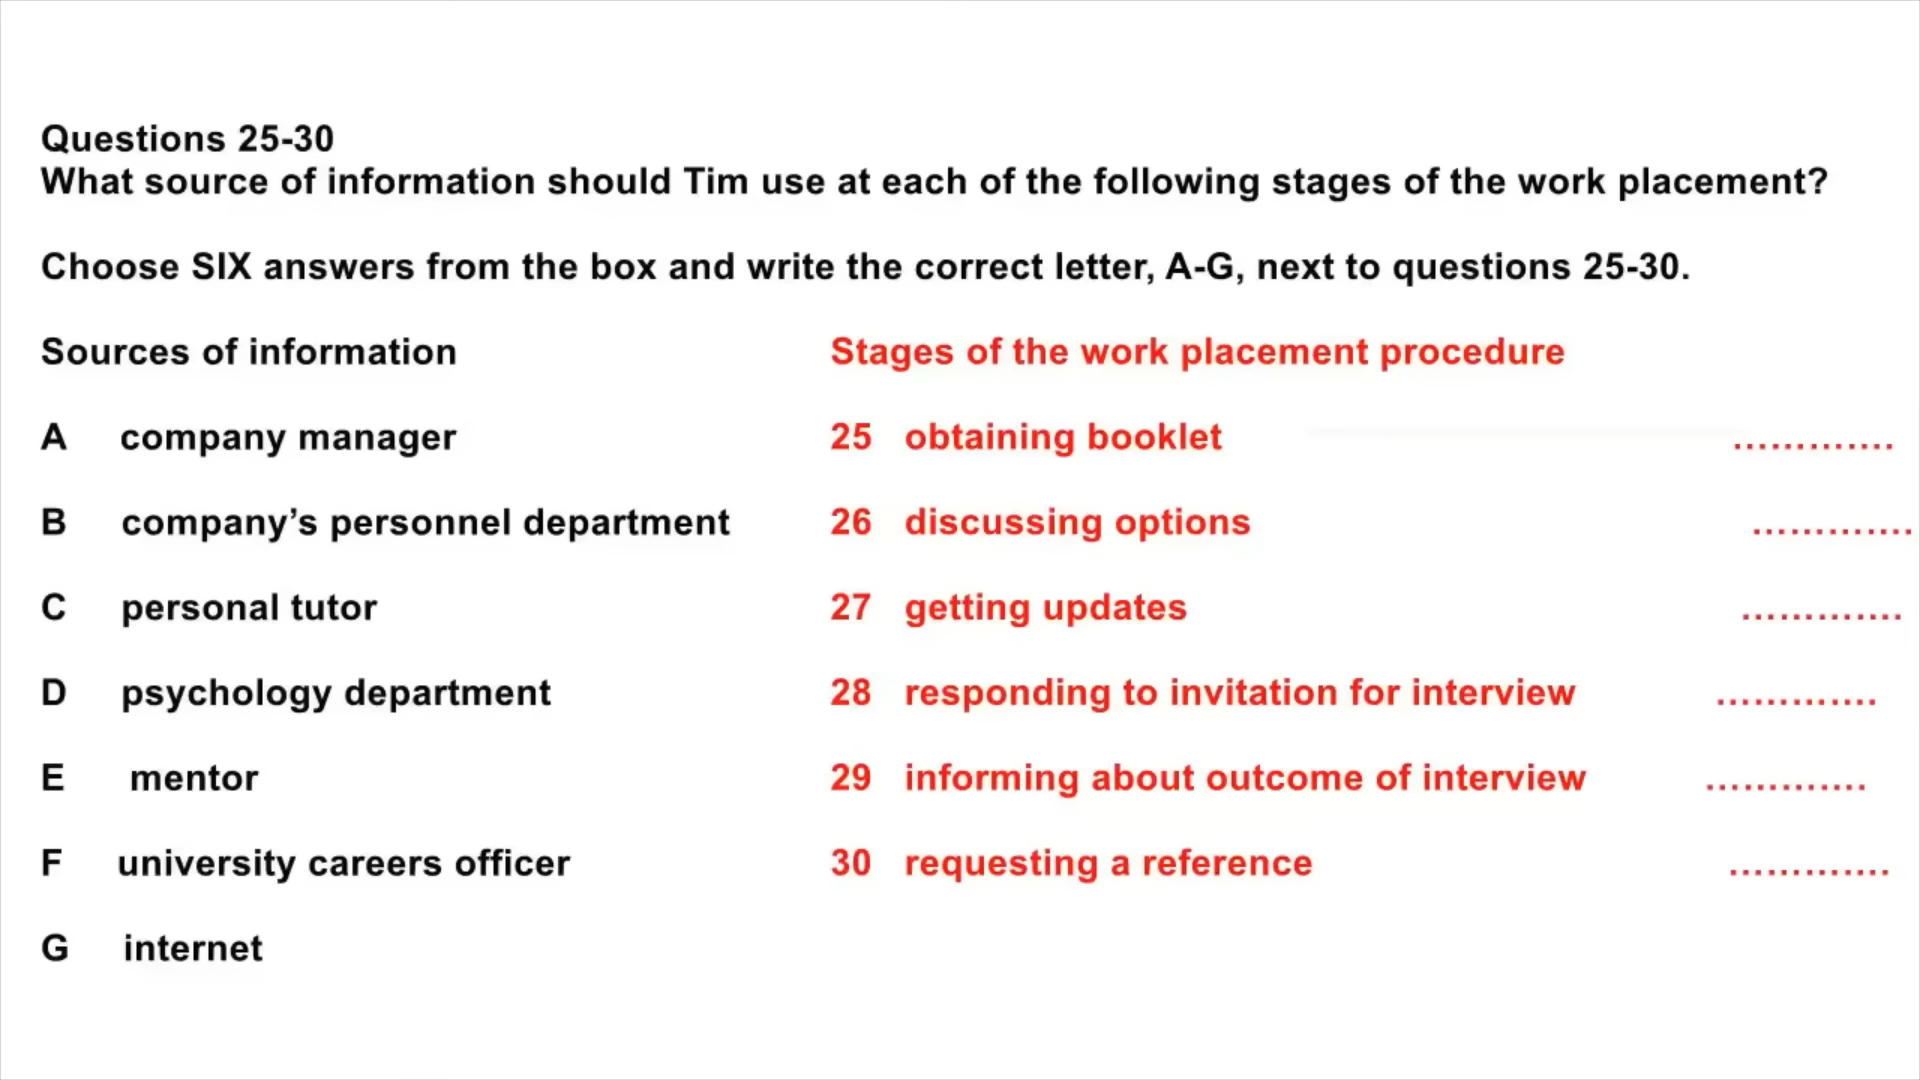 Questions 25-30
What source of information should Tim use at each of the following stages of the work placement?
Choose SIX answers from the box and write the correct letter, A-G, next to questions 25-30.
Sources of information Stages of the work placement procedure
A company manager 25 obtaining booklet .............
B company’s personnel department 26 discussing options .............
C personal tutor 27 getting updates .............
D psychology department 28 responding to invitation for interview .............
E mentor 29 informing about outcome of interview .............
F university careers officer 30 requesting a reference .............
G internet